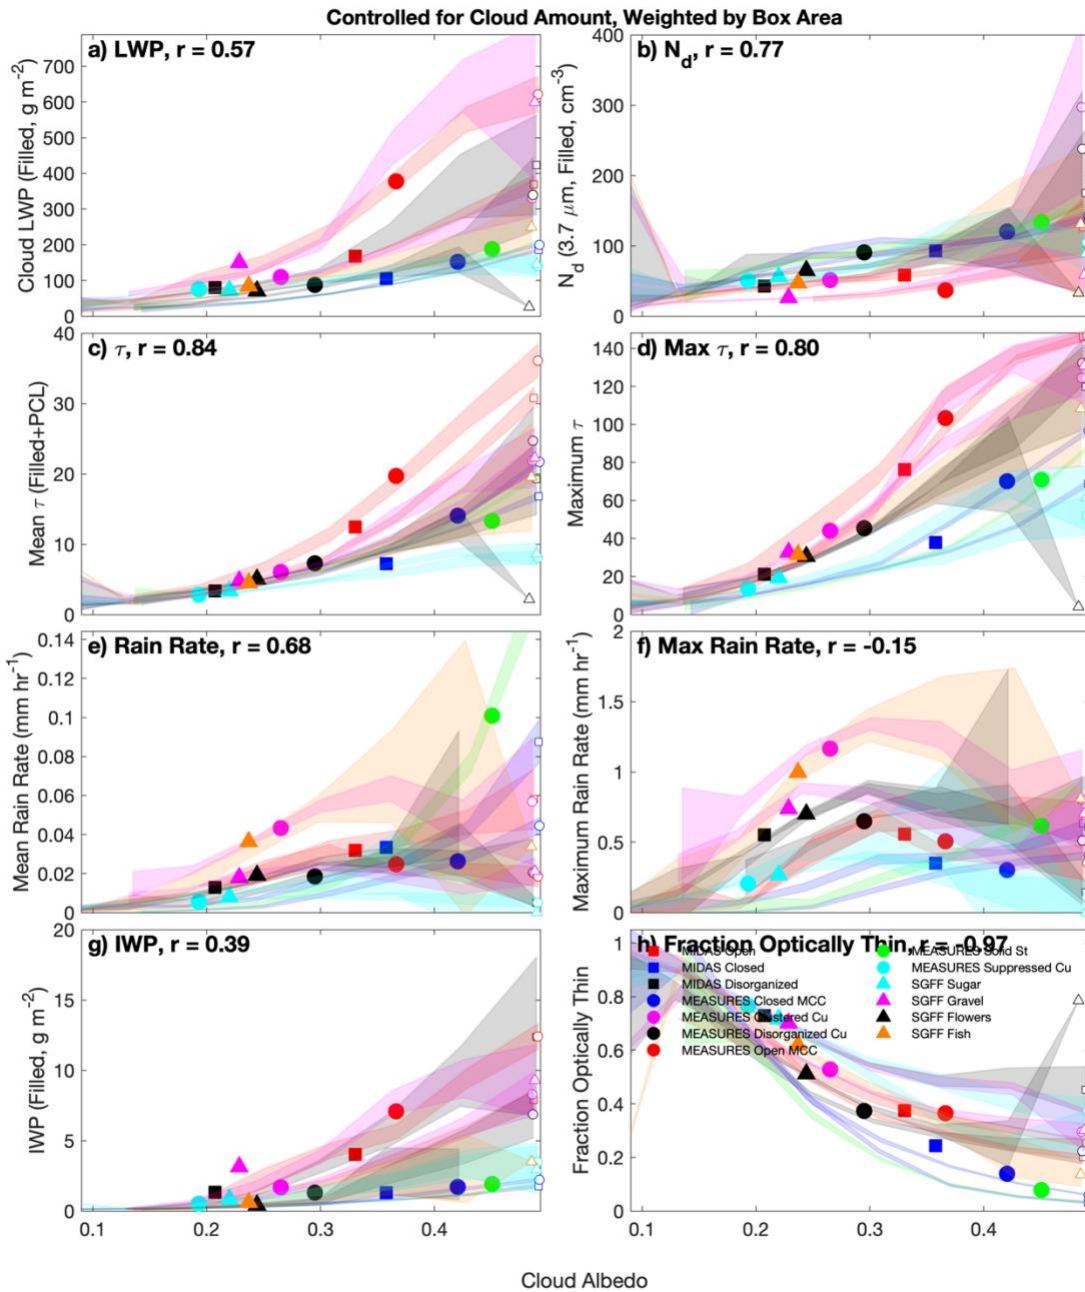 Controlled for Cloud Amount, Weighted by Box Area
a) LWP, r = 0.57
Cloud LWP (Filled, g m-2)
700
600
500
400
300
200
100
0
b) Nd, r = 0.77
Nd (3.7 μm, Filled, cm-3)
400
300
200
100
0
c) τ, r = 0.84
Mean τ (Filled+PCL)
40
30
20
10
0
d) Max τ, r = 0.80
Maximum τ
140
120
100
80
60
40
20
0
e) Rain Rate, r = 0.68
Mean Rain Rate (mm hr-1)
0.14
0.12
0.1
0.08
0.06
0.04
0.02
0
f) Max Rain Rate, r = -0.15
Maximum Rain Rate (mm hr-1)
2
1.5
1
0.5
0
g) IWP, r = 0.39
IWP (Filled, g m-2)
20
15
10
5
0
0.1 0.2 0.3 0.4
h) Fraction Optically Thin, r = -0.97
Fraction Optically Thin
1
0.8
0.6
0.4
0.2
0
MIDAS Open
MIDAS Closed
MIDAS Disorganized
MEASURES Closed MCC
MEASURES Clustered Cu
MEASURES Disorganized Cu
MEASURES Open MCC
MEASURES Solid St
MEASURES Suppressed Cu
SGFF Sugar
SGFF Gravel
SGFF Flowers
SGFF Fish
0.1 0.2 0.3 0.4
Cloud Albedo